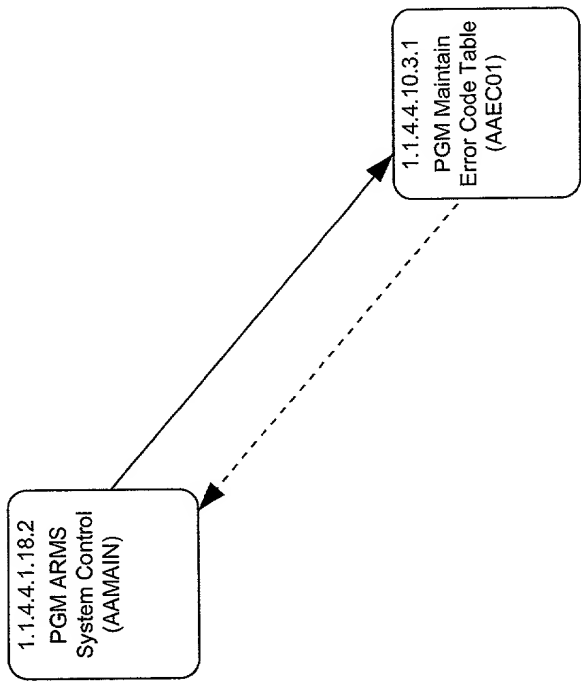 1.1.4.4.1.18.2
PGM ARMS
System Control
(AAMAIN)
1.1.4.4.10.3.1
PGM Maintain
Error Code Table
(AAEC01)